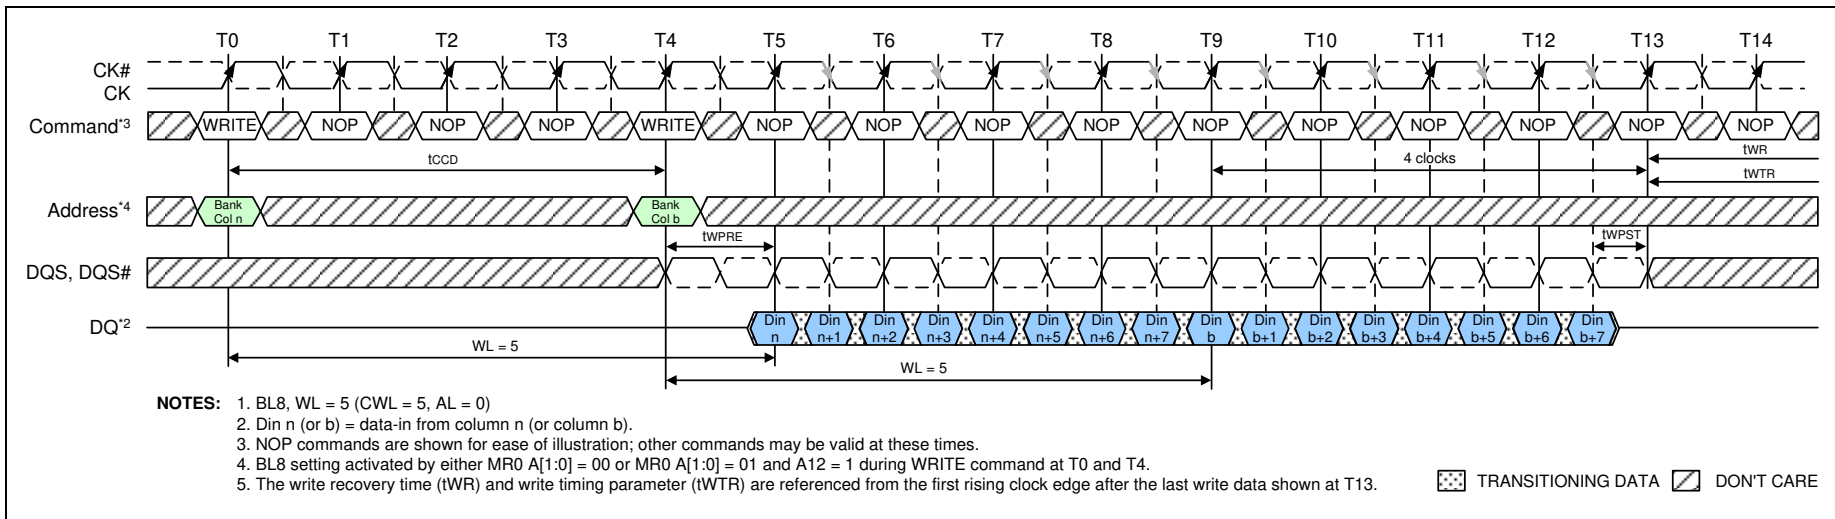 T0 T1 T2 T3 T4 T5 T6 T7 T8 T9 T10 T11 T12 T13 T14
CK#
CK
Command*3 WRITE NOP NOP NOP WRITE NOP NOP NOP NOP NOP NOP NOP NOP NOP NOP
tCCD 4 clocks tWR
tWTR
Address*4 Bank Col n Bank Col b
tWPRE tWPST
DQS, DQS#
DQ*2 Din n Din n+1 Din n+2 Din n+3 Din n+4 Din n+5 Din n+6 Din n+7 Din b Din b+1 Din b+2 Din b+3 Din b+4 Din b+5 Din b+6 Din b+7
WL = 5
WL = 5
NOTES: 1. BL8, WL = 5 (CWL = 5, AL = 0)
2. Din n (or b) = data-in from column n (or column b).
3. NOP commands are shown for ease of illustration; other commands may be valid at these times.
4. BL8 setting activated by either MR0 A[1:0] = 00 or MR0 A[1:0] = 01 and A12 = 1 during WRITE command at T0 and T4.
5. The write recovery time (tWR) and write timing parameter (tWTR) are referenced from the first rising clock edge after the last write data shown at T13.
TRANSITIONING DATA DON'T CARE